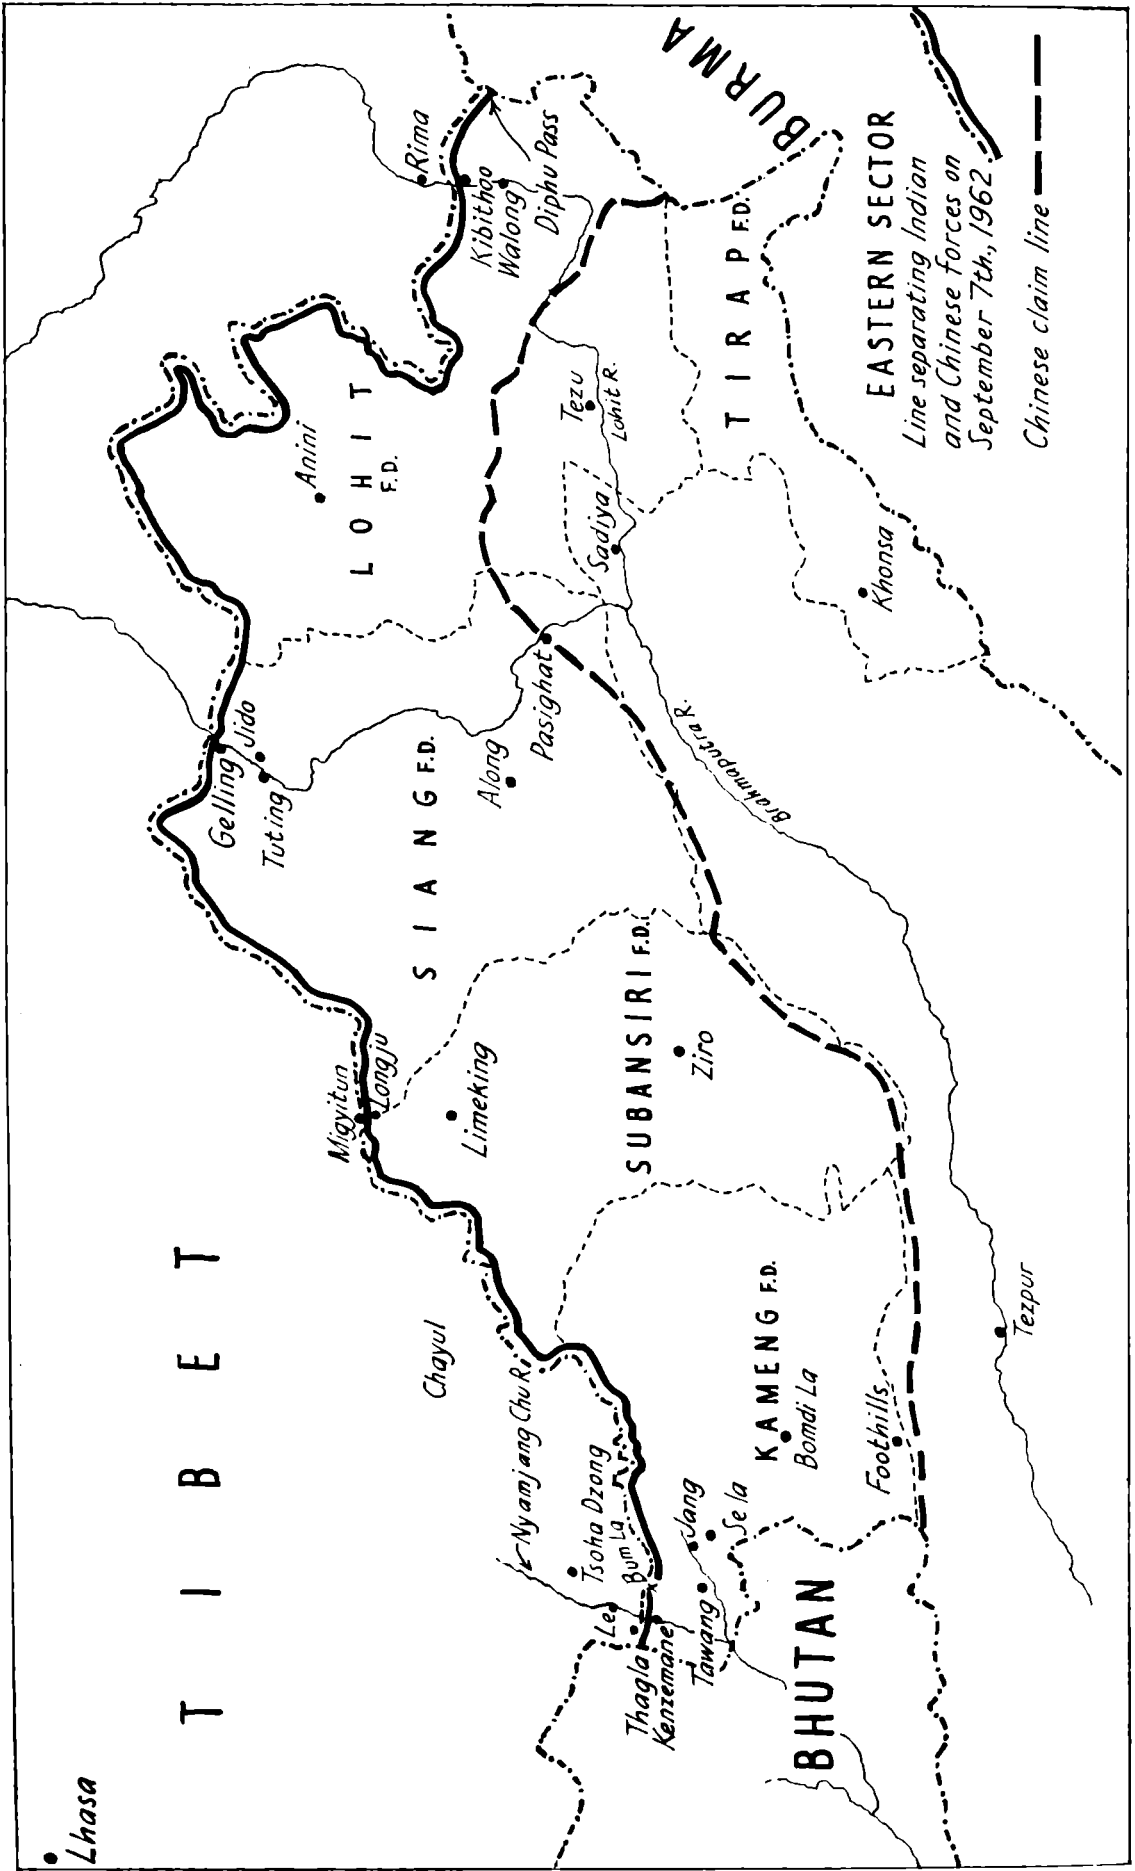 Lhasa
TIBET
Chayul
Nyamjang Chu R.
Tsoha Dzong
Bum La
Le
Thagla
Kenzemane
Tawang
Jang
Se la
BHUTAN
KAMENG F.D.
Bomdi La
Foothills
Tezpur
Migyitun
Longju
Limeking
SUBANSIRI F.D.
Ziro
SIANG F.D.
Gelling
Jido
Tuting
Along
Pasighat
Brahmaputra R.
LOHIT
F.D.
Anini
Sadiya
Tezu
Lohit R.
Rima
Kibithoo
Walong
Diphu Pass
BURMA
TIRAP F.D.
Khonsa
EASTERN SECTOR
Line separating Indian
and Chinese forces on
September 7th., 1962
Chinese claim line